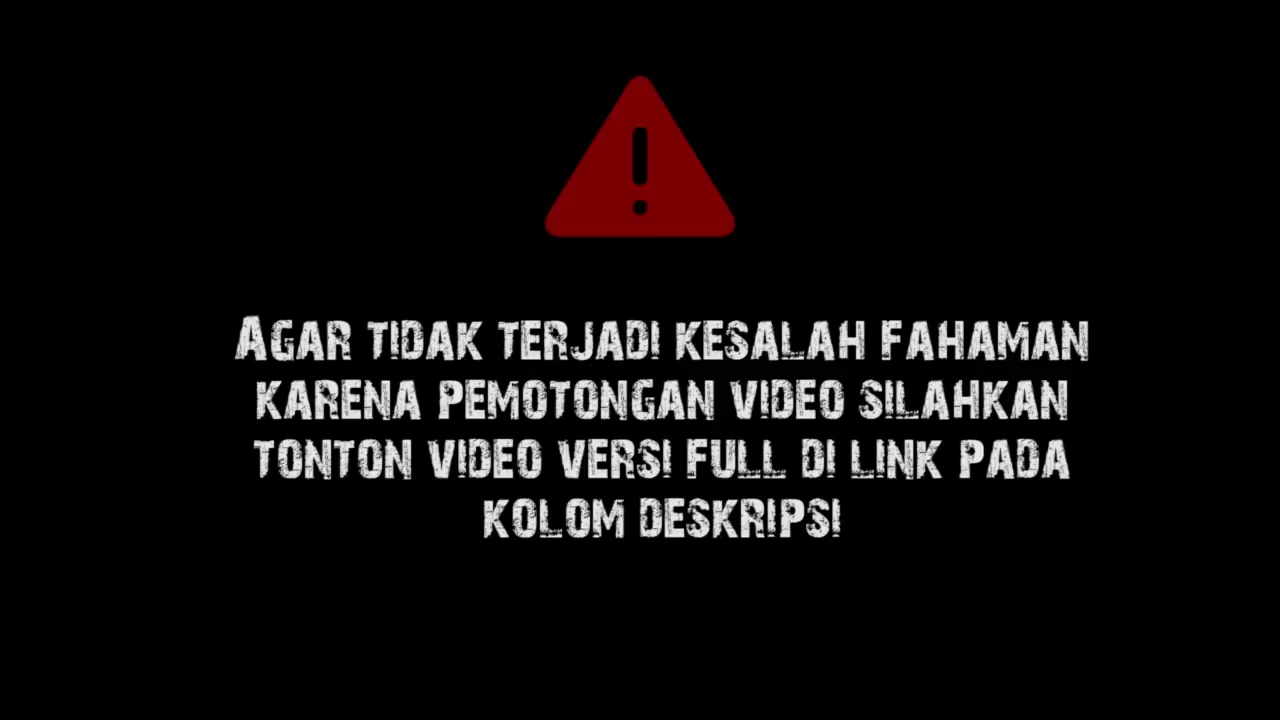 Agar tidak terjadi kesalah fahaman
karena pemotongan video silahkan
tonton video versi full di link pada
kolom deskripsi